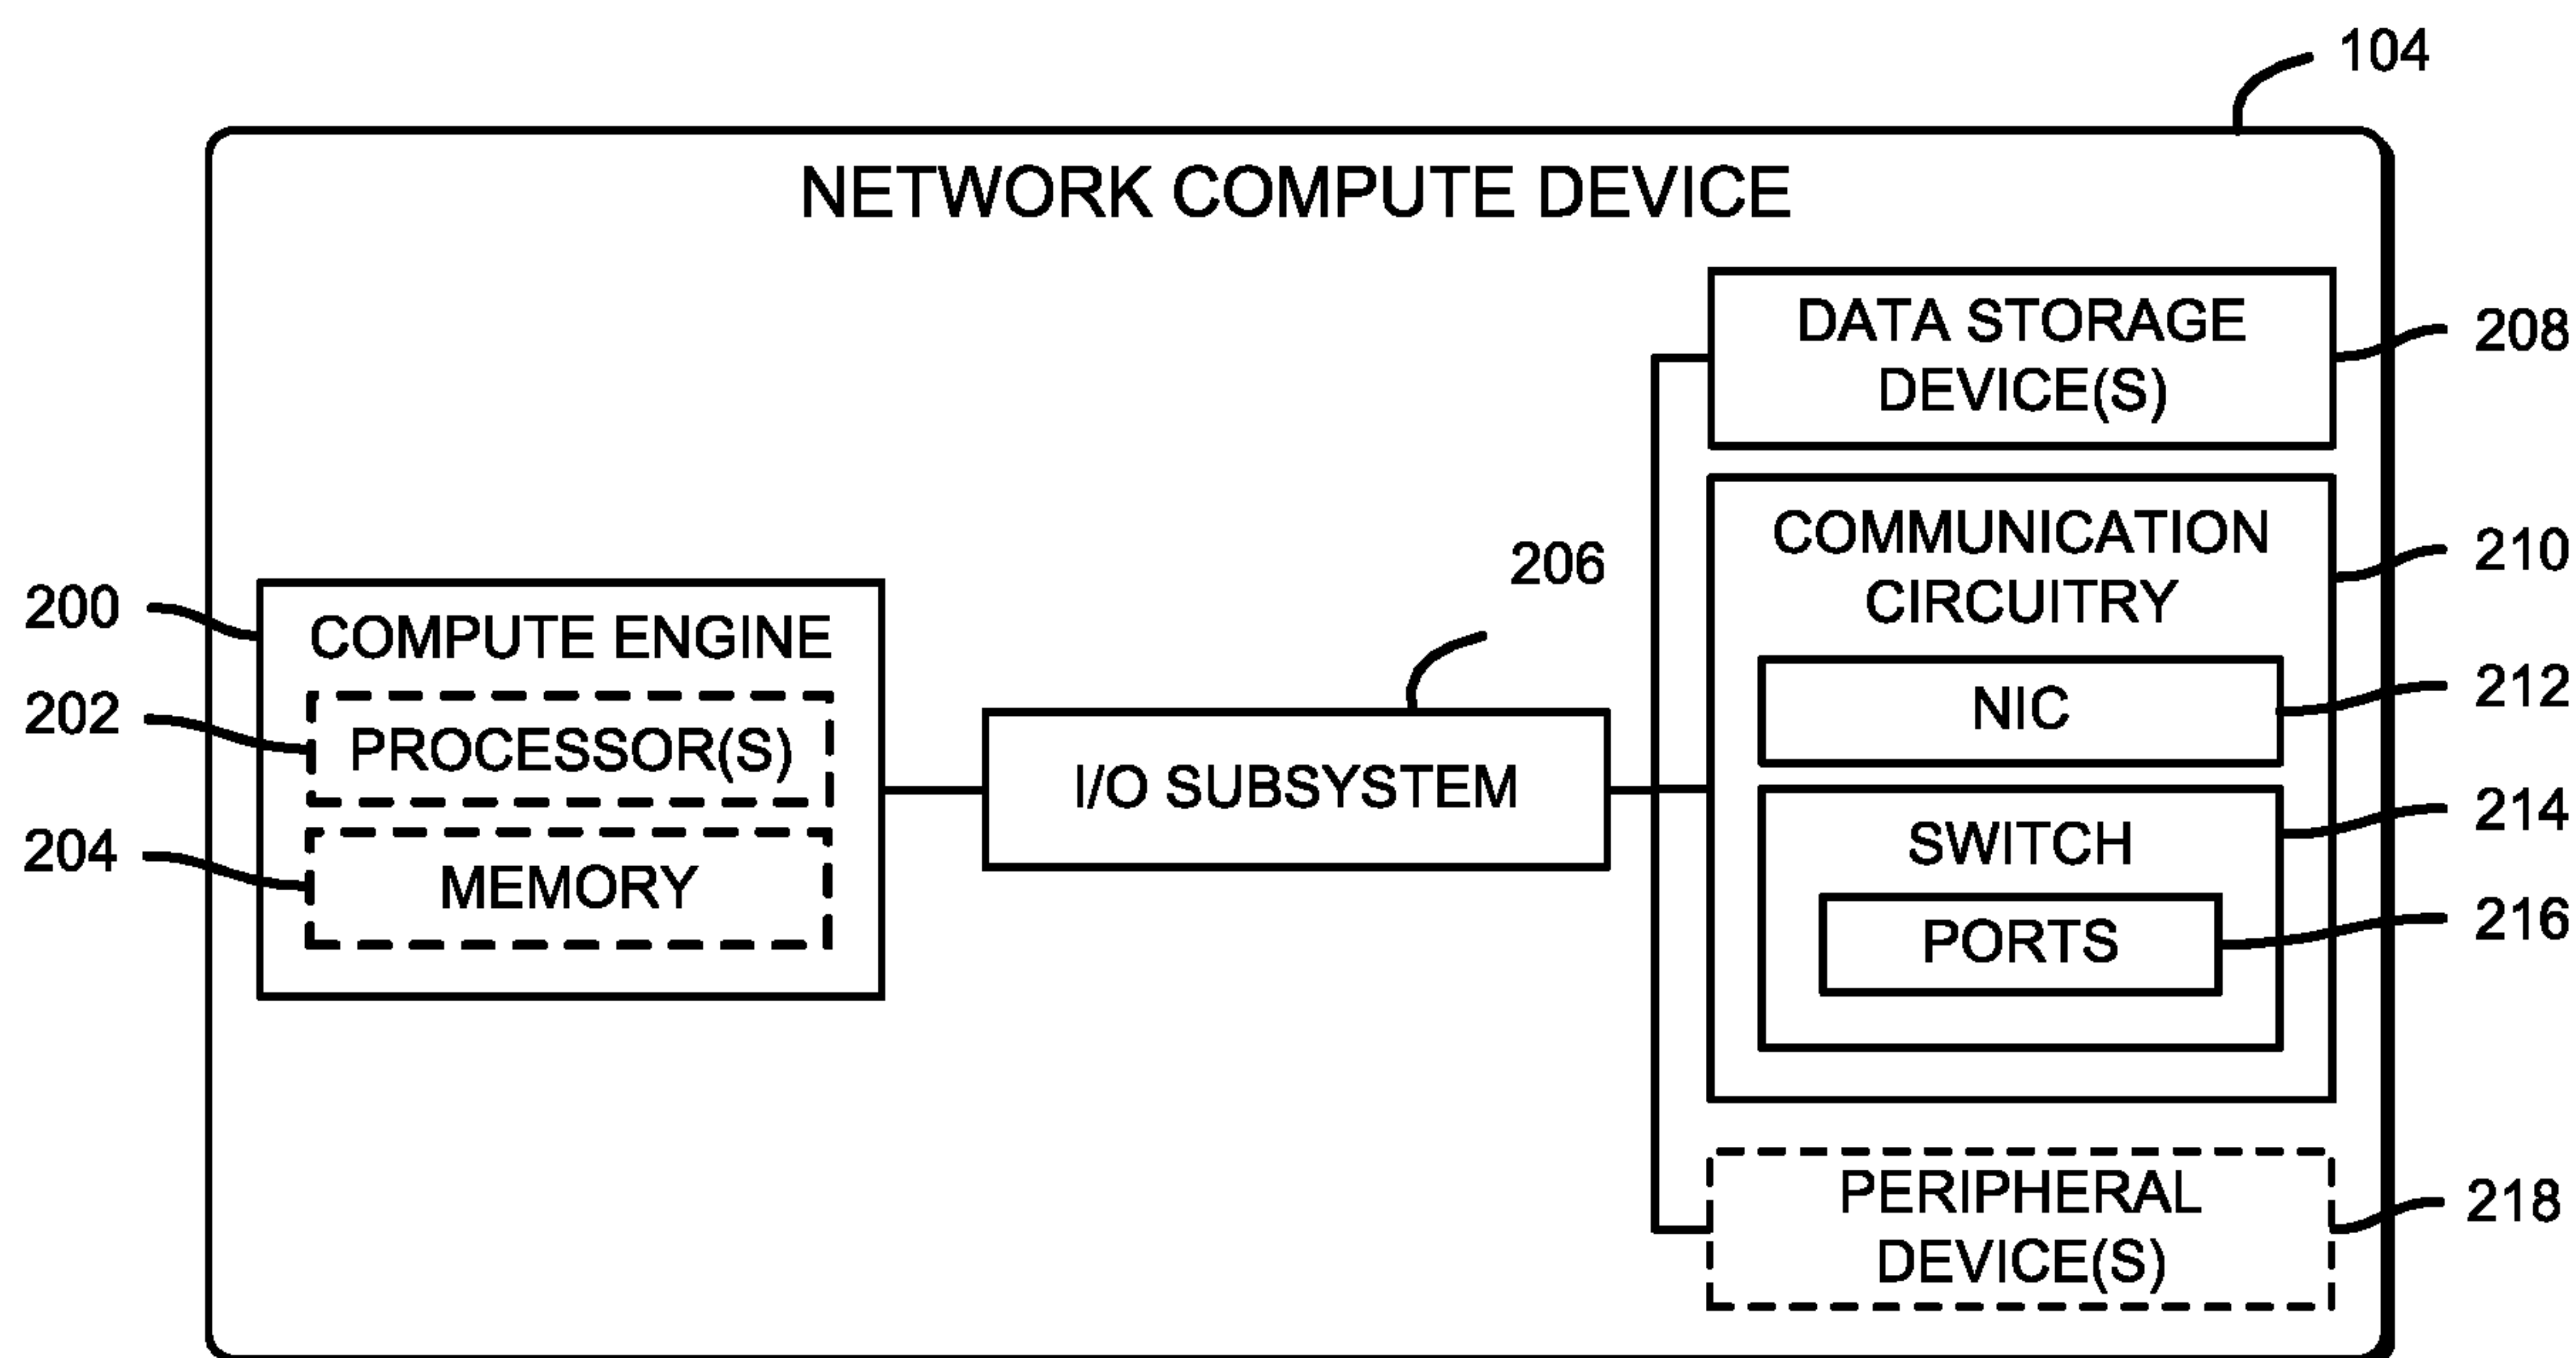 104
NETWORK COMPUTE DEVICE
DATA STORAGE
DEVICE(S)
208
COMMUNICATION
CIRCUITRY
210
206
200
COMPUTE ENGINE
202
PROCESSOR(S)
204
MEMORY
I/O SUBSYSTEM
NIC
212
SWITCH
214
PORTS
216
PERIPHERAL
DEVICE(S)
218